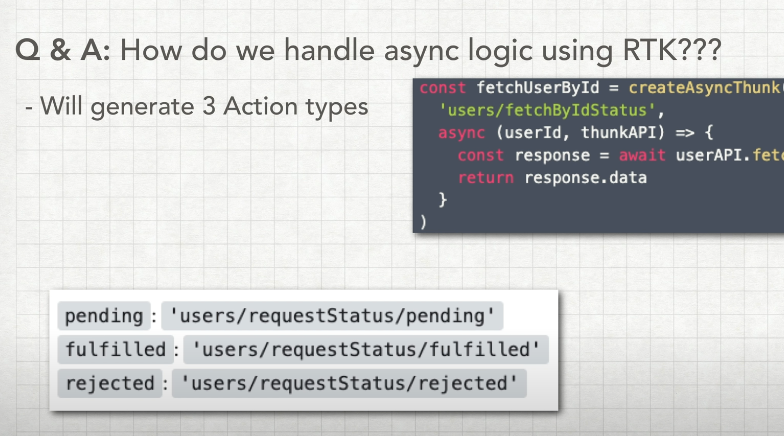 Q & A: How do we handle async logic using RTK???
- Will generate 3 Action types
const fetchUserById = createAsyncThunk(
'users/fetchByIdStatus',
async (userId, thunkAPI) => {
const response = await userAPI.fetc
return response.data
}
)
pending : 'users/requestStatus/pending'
fulfilled : 'users/requestStatus/fulfilled'
rejected : 'users/requestStatus/rejected'